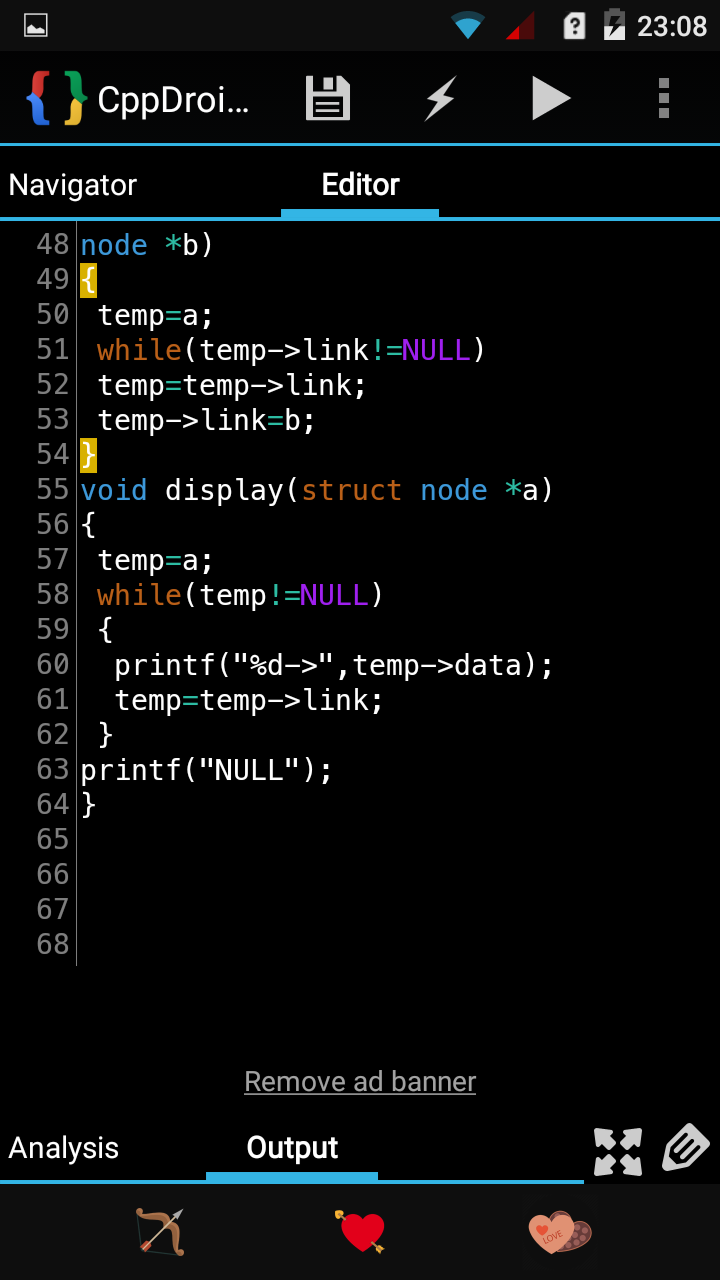 23:08
CppDroi...
Navigator Editor
48 node *b)
49 {
50 temp=a;
51 while(temp->link!=NULL)
52 temp=temp->link;
53 temp->link=b;
54 }
55 void display(struct node *a)
56 {
57 temp=a;
58 while(temp!=NULL)
59 {
60 printf("%d->",temp->data);
61 temp=temp->link;
62 }
63 printf("NULL");
64 }
65
66
67
68
Remove ad banner
Analysis Output
LOVE